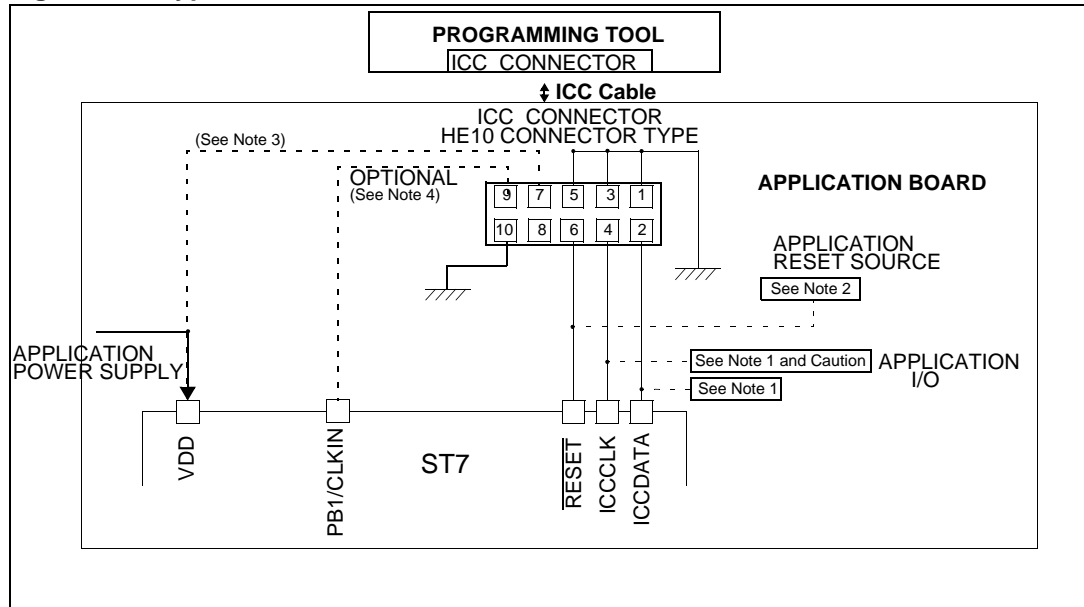 PROGRAMMING TOOL
ICC CONNECTOR
ICC Cable
ICC CONNECTOR
HE10 CONNECTOR TYPE
(See Note 3)
OPTIONAL
(See Note 4)
9 7 5 3 1
10 8 6 4 2
APPLICATION BOARD
APPLICATION
RESET SOURCE
See Note 2
APPLICATION
POWER SUPPLY
See Note 1 and Caution
See Note 1
APPLICATION
I/O
VDD
PB1/CLKIN
ST7
RESET
ICCCLK
ICCDATA